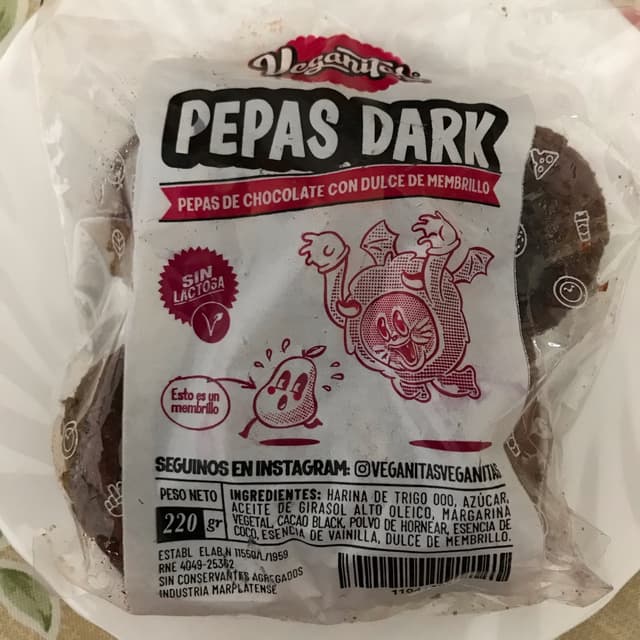 Veganitas
PEPAS DARK
PEPAS DE CHOCOLATE CON DULCE DE MEMBRILLO
SIN
LACTOSA
V
Esto es un
membrillo
SEGUINOS EN INSTAGRAM: @VEGANITASVEGANITAS
PESO NETO
220 gr
INGREDIENTES: HARINA DE TRIGO 000, AZÚCAR,
ACEITE DE GIRASOL ALTO OLEICO, MARGARINA
VEGETAL, CACAO BLACK, POLVO DE HORNEAR, ESENCIA DE
COCO, ESENCIA DE VAINILLA, DULCE DE MEMBRILLO.
ESTABL ELAB N 11550/L/1959
RNE 4049-25362
SIN CONSERVANTES AGREGADOS
INDUSTRIA MARPLATENSE